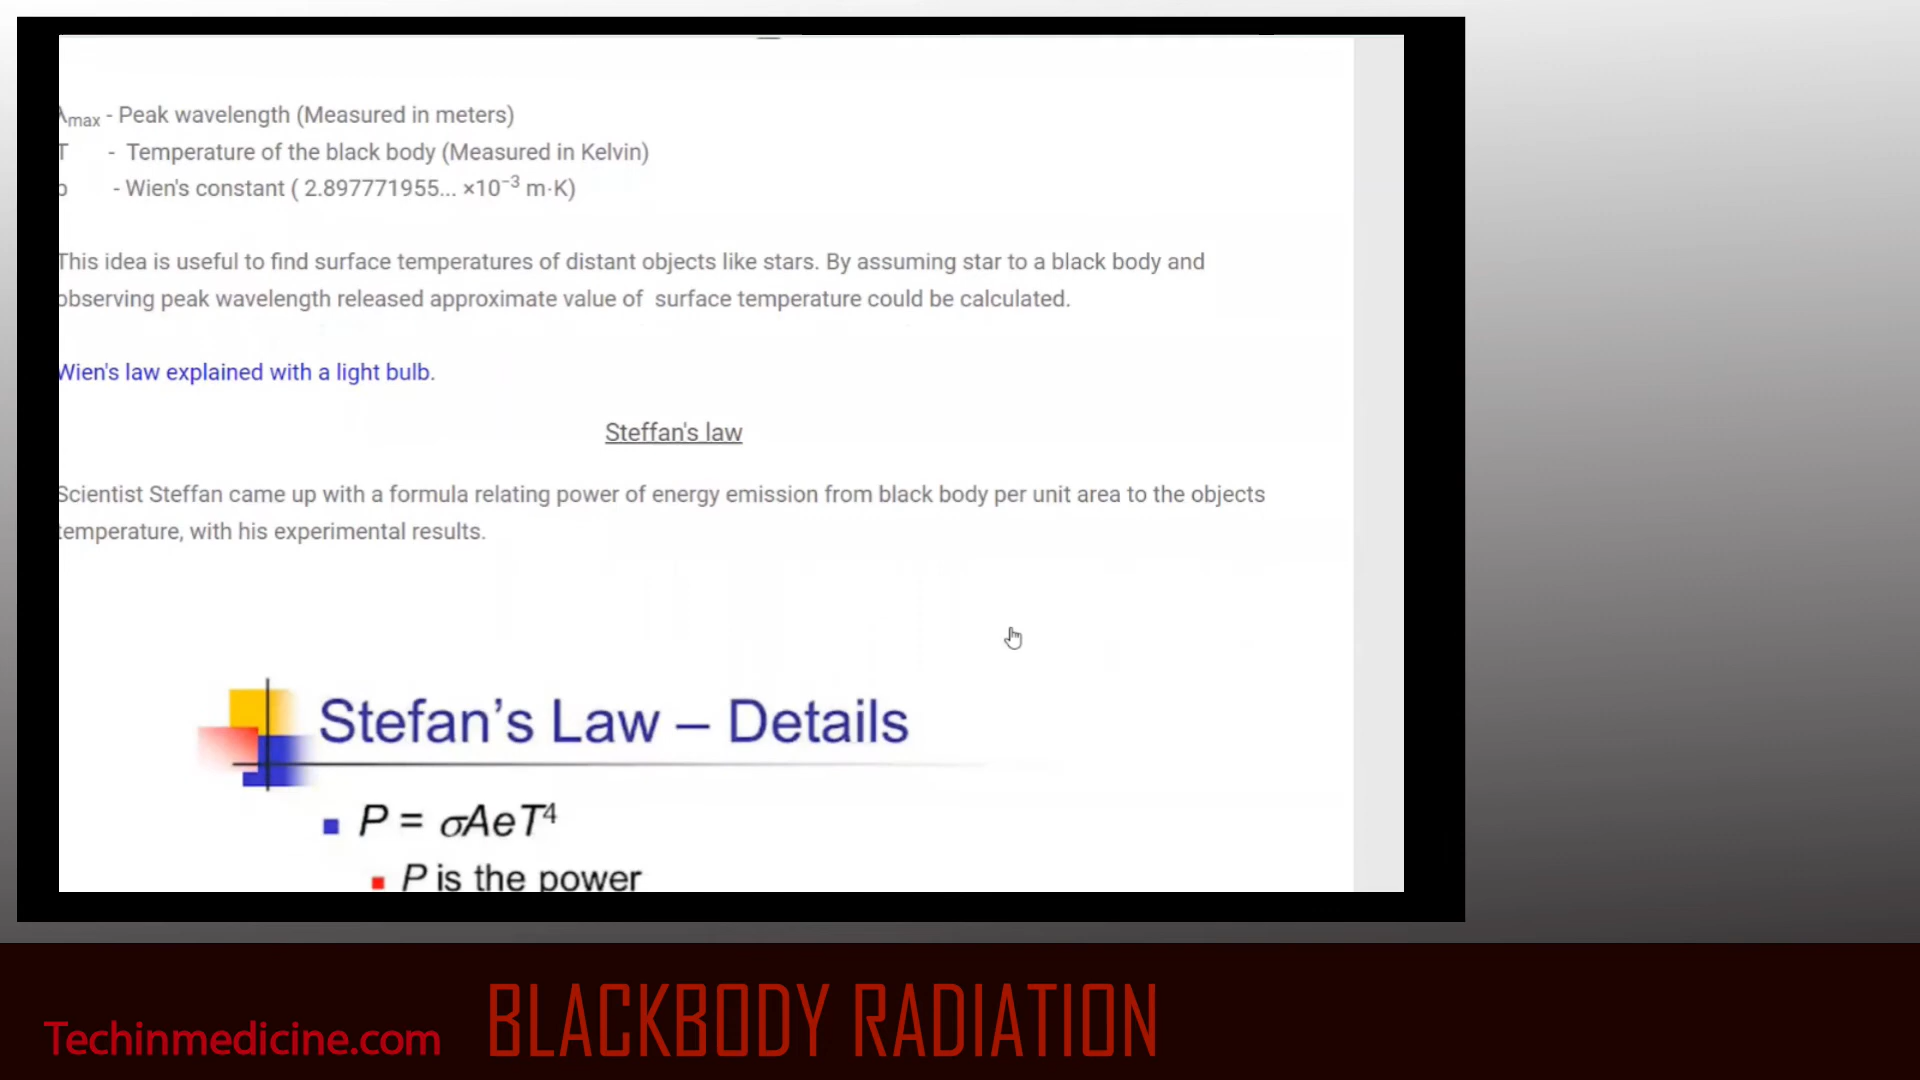 λmax - Peak wavelength (Measured in meters)
T - Temperature of the black body (Measured in Kelvin)
b - Wien's constant ( 2.897771955... ×10⁻³ m·K)
This idea is useful to find surface temperatures of distant objects like stars. By assuming star to a black body and
observing peak wavelength released approximate value of surface temperature could be calculated.
Wien's law explained with a light bulb.
Steffan's law
Scientist Steffan came up with a formula relating power of energy emission from black body per unit area to the objects
temperature, with his experimental results.
Stefan's Law – Details
P = σAeT⁴
P is the power
Techinmedicine.com
BLACKBODY RADIATION